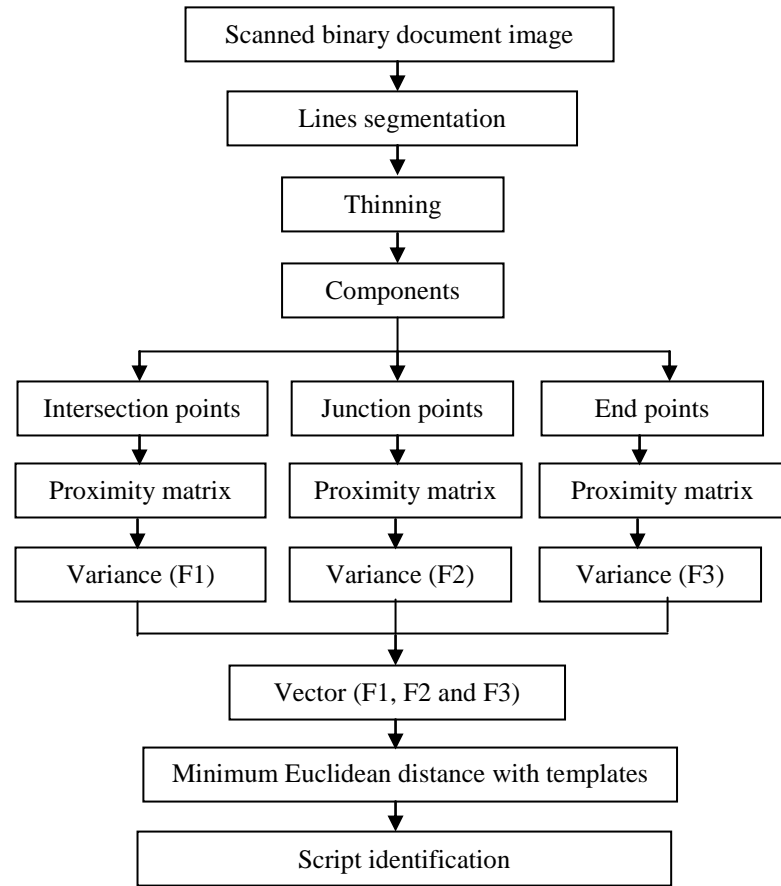 Scanned binary document image
Lines segmentation
Thinning
Components
Intersection points
Junction points
End points
Proximity matrix
Proximity matrix
Proximity matrix
Variance (F1)
Variance (F2)
Variance (F3)
Vector (F1, F2 and F3)
Minimum Euclidean distance with templates
Script identification